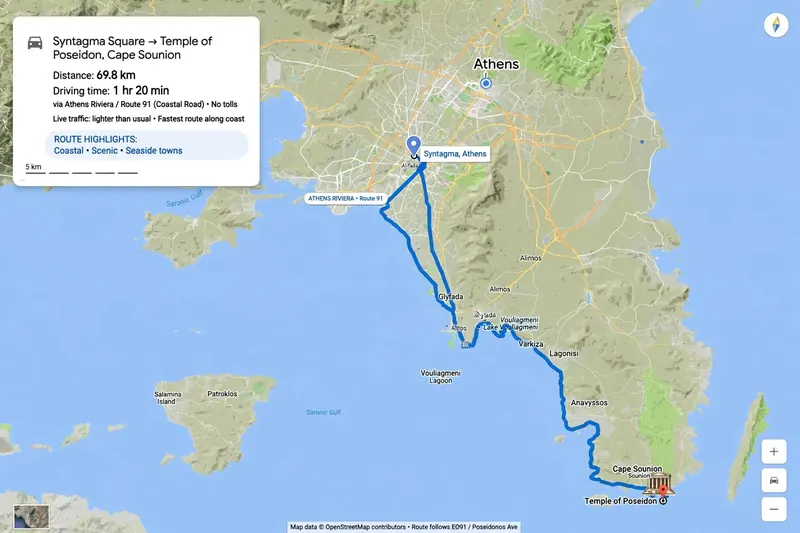 Syntagma Square → Temple of
Poseidon, Cape Sounion
Distance: 69.8 km
Driving time: 1 hr 20 min
via Athens Riviera / Route 91 (Coastal Road) • No tolls
Live traffic: lighter than usual • Fastest route along coast
ROUTE HIGHLIGHTS:
Coastal • Scenic • Seaside towns
5 km
Athens
Syntagma, Athens
ATHENS RIVIERA • Route 91
Saronic Gulf
Alimos
Alimos
Glyfada
Vouliagmeni
Lake Vouliagmeni
Varkiza
Lagonisi
Vouliagmeni
Lagoon
Salamina
Island
Patroklos
Saronic Gulf
Anavyssos
Cape Sounion
Sounion
Temple of Poseidon
Map data © OpenStreetMap contributors • Route follows EO91 / Poseidonos Ave